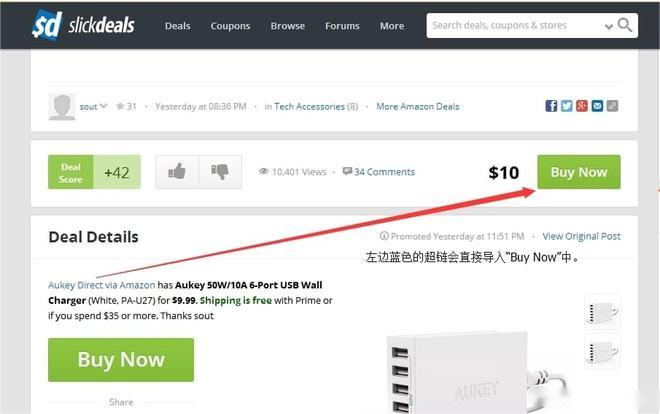 $d slickdeals Deals Coupons Browse Forums More Search deals, coupons & stores
sout 31 · Yesterday at 08:36 PM · in Tech Accessories (8) · More Amazon Deals
Deal Score +42 10,401 Views · 34 Comments $10 Buy Now
Deal Details
Promoted Yesterday at 11:51 PM · View Original Post
左边蓝色的超链会直接导入“Buy Now”中。
Aukey Direct via Amazon has Aukey 50W/10A 6-Port USB Wall
Charger (White, PA-U27) for $9.99. Shipping is free with Prime or
if you spend $35 or more. Thanks sout
Buy Now
Share
AUKEY